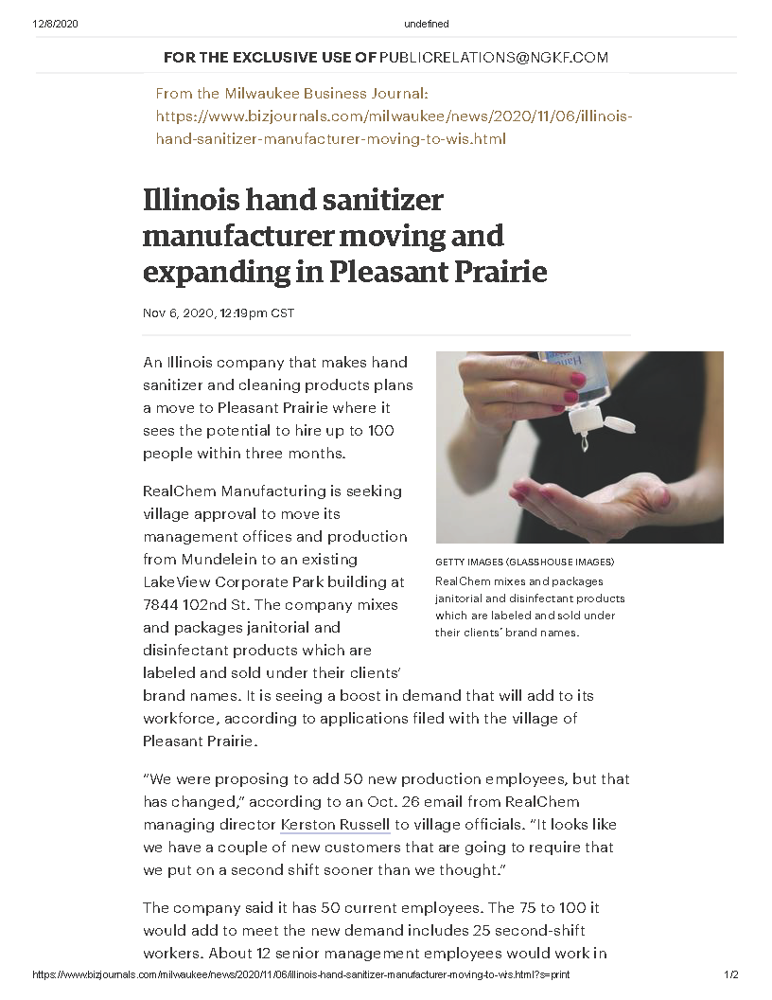 12/8/2020
undefined
FOR THE EXCLUSIVE USE OF PUBLICRELATIONS@NGKF.COM
From the Milwaukee Business Journal:
https://www.bizjournals.com/milwaukee/news/2020/11/06/illinois-
hand-sanitizer-manufacturer-moving-to-wis.html
Illinois hand sanitizer
manufacturer moving and
expanding in Pleasant Prairie
Nov 6, 2020, 12:19pm CST
An Illinois company that makes hand
sanitizer and cleaning products plans
a move to Pleasant Prairie where it
sees the potential to hire up to 100
people within three months.
RealChem Manufacturing is seeking
village approval to move its
management offices and production
from Mundelein to an existing
LakeView Corporate Park building at
7844 102nd St. The company mixes
and packages janitorial and
disinfectant products which are
labeled and sold under their clients’
brand names. It is seeing a boost in demand that will add to its
workforce, according to applications filed with the village of
Pleasant Prairie.
GETTY IMAGES (GLASSHOUSE IMAGES)
RealChem mixes and packages
janitorial and disinfectant products
which are labeled and sold under
their clients’ brand names.
“We were proposing to add 50 new production employees, but that
has changed,” according to an Oct. 26 email from RealChem
managing director Kerston Russell to village officials. “It looks like
we have a couple of new customers that are going to require that
we put on a second shift sooner than we thought.”
The company said it has 50 current employees. The 75 to 100 it
would add to meet the new demand includes 25 second-shift
workers. About 12 senior management employees would work in
https://www.bizjournals.com/milwaukee/news/2020/11/06/illinois-hand-sanitizer-manufacturer-moving-to-wis.html?s=print
1/2